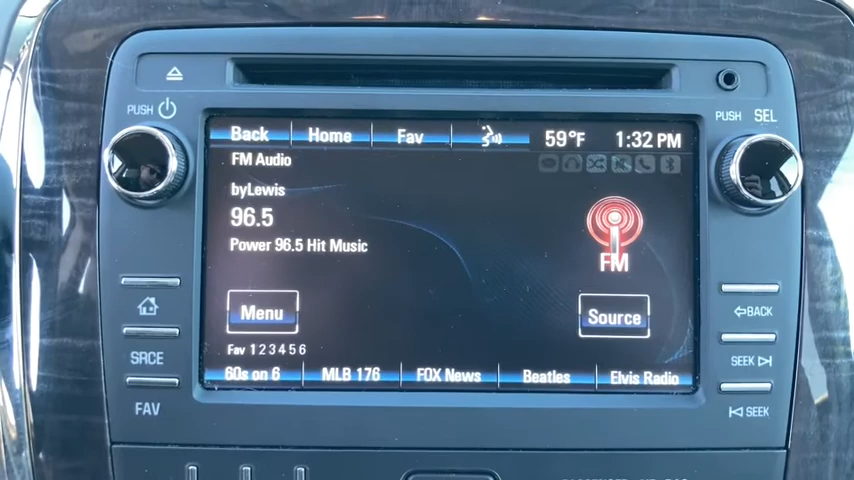 PUSH
PUSH SEL
Back Home Fav 59°F 1:32 PM
FM Audio
byLewis
96.5
Power 96.5 Hit Music
FM
Menu
Source
Fav 1 2 3 4 5 6
60s on 6 MLB 176 FOX News Beatles Elvis Radio
SRCE
FAV
BACK
SEEK
SEEK